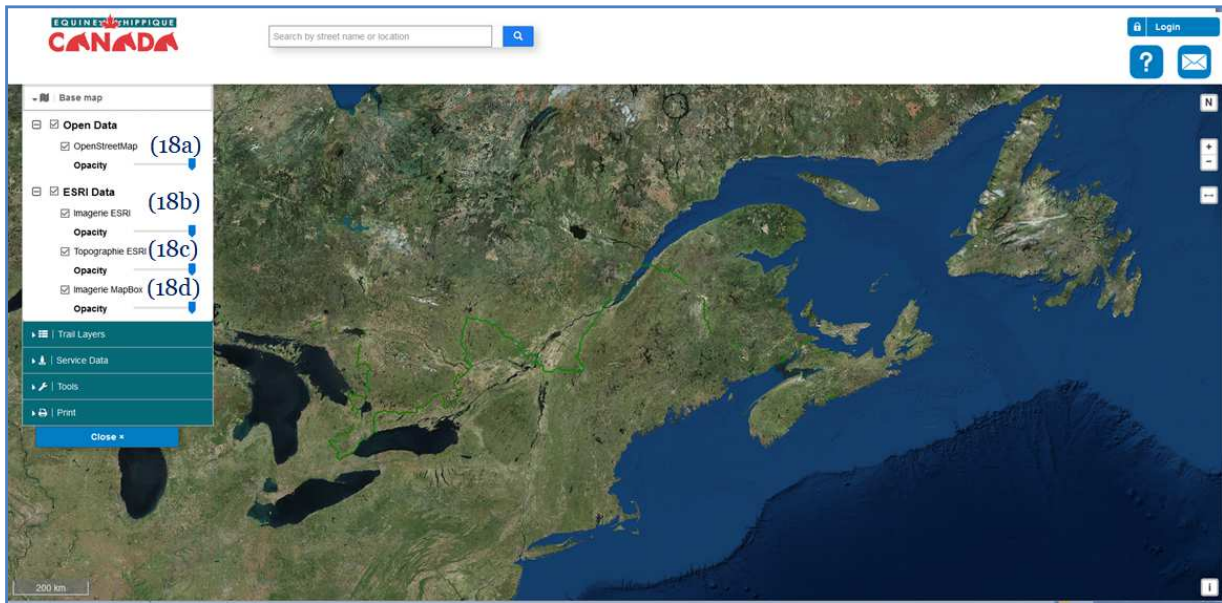 EQUINE HIPPIQUE
CANADA
Search by street name or location
Login
?
Base map
Open Data
OpenStreetMap (18a)
Opacity
ESRI Data
Imagerie ESRI (18b)
Opacity
Topographie ESRI (18c)
Opacity
Imagerie MapBox (18d)
Opacity
Trail Layers
Service Data
Tools
Print
Close ×
N
+
-
200 km
i